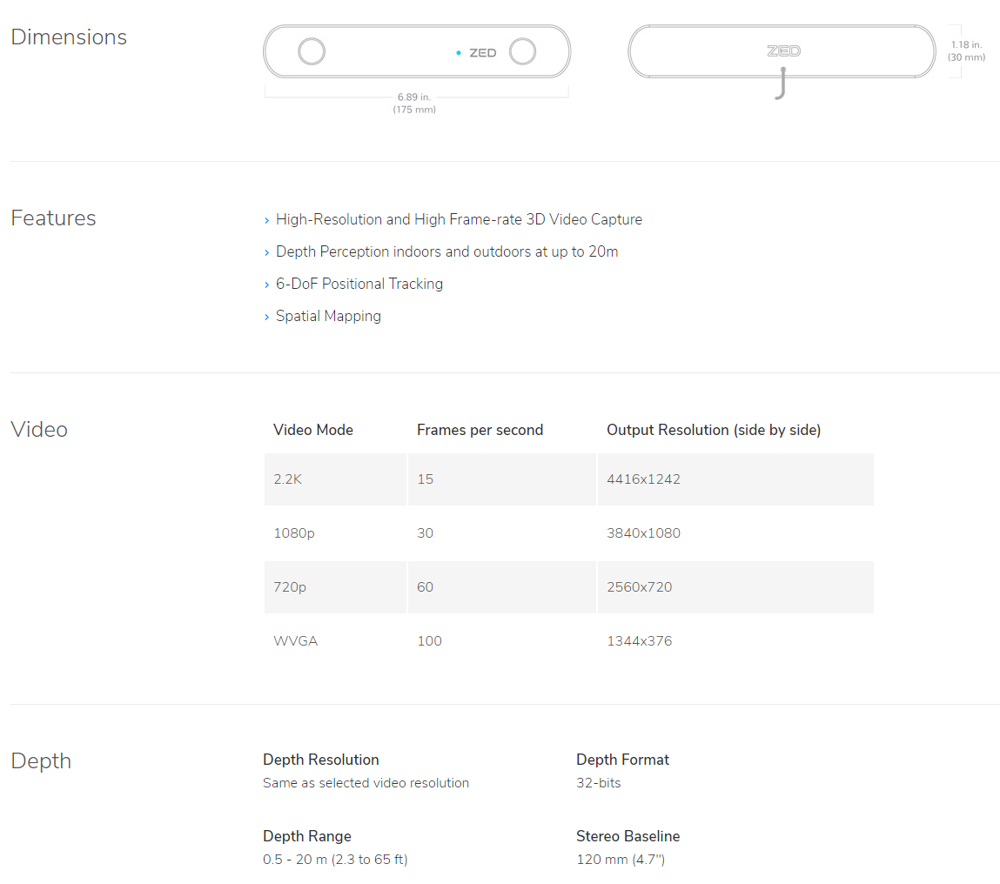 Dimensions
ZED
6.89 in.
(175 mm)
ZED
1.18 in.
(30 mm)
Features
› High-Resolution and High Frame-rate 3D Video Capture
› Depth Perception indoors and outdoors at up to 20m
› 6-DoF Positional Tracking
› Spatial Mapping
Video
Video Mode Frames per second Output Resolution (side by side)
2.2K 15 4416x1242
1080p 30 3840x1080
720p 60 2560x720
WVGA 100 1344x376
Depth
Depth Resolution Depth Format
Same as selected video resolution 32-bits
Depth Range Stereo Baseline
0.5 - 20 m (2.3 to 65 ft) 120 mm (4.7")